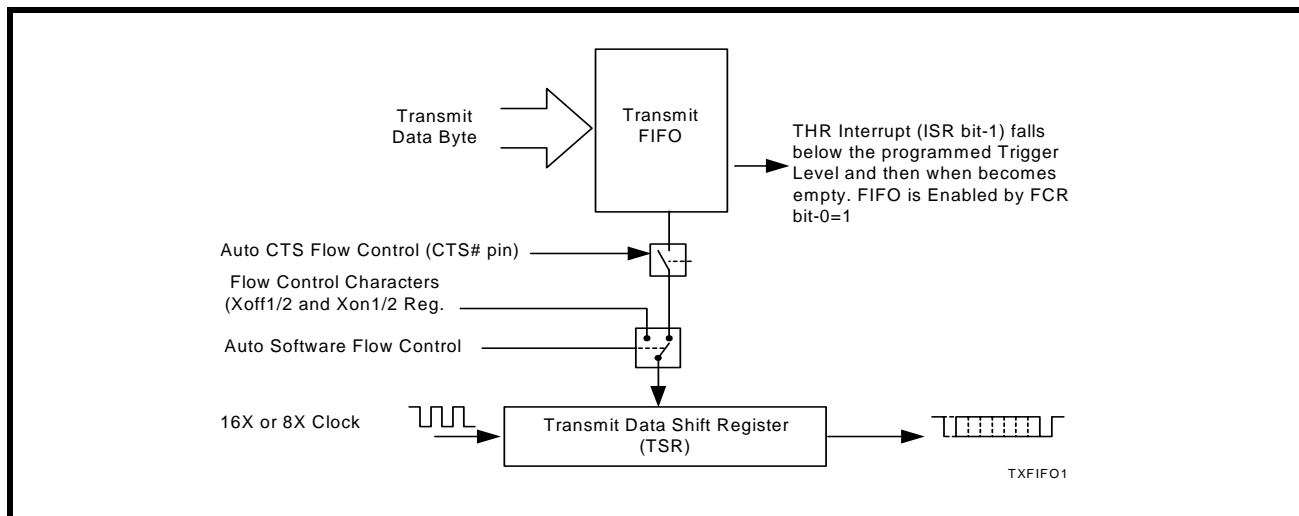 Transmit
Data Byte
Transmit
FIFO
THR Interrupt (ISR bit-1) falls
below the programmed Trigger
Level and then when becomes
empty. FIFO is Enabled by FCR
bit-0=1
Auto CTS Flow Control (CTS# pin)
Flow Control Characters
(Xoff1/2 and Xon1/2 Reg.
Auto Software Flow Control
16X or 8X Clock
Transmit Data Shift Register
(TSR)
TXFIFO1